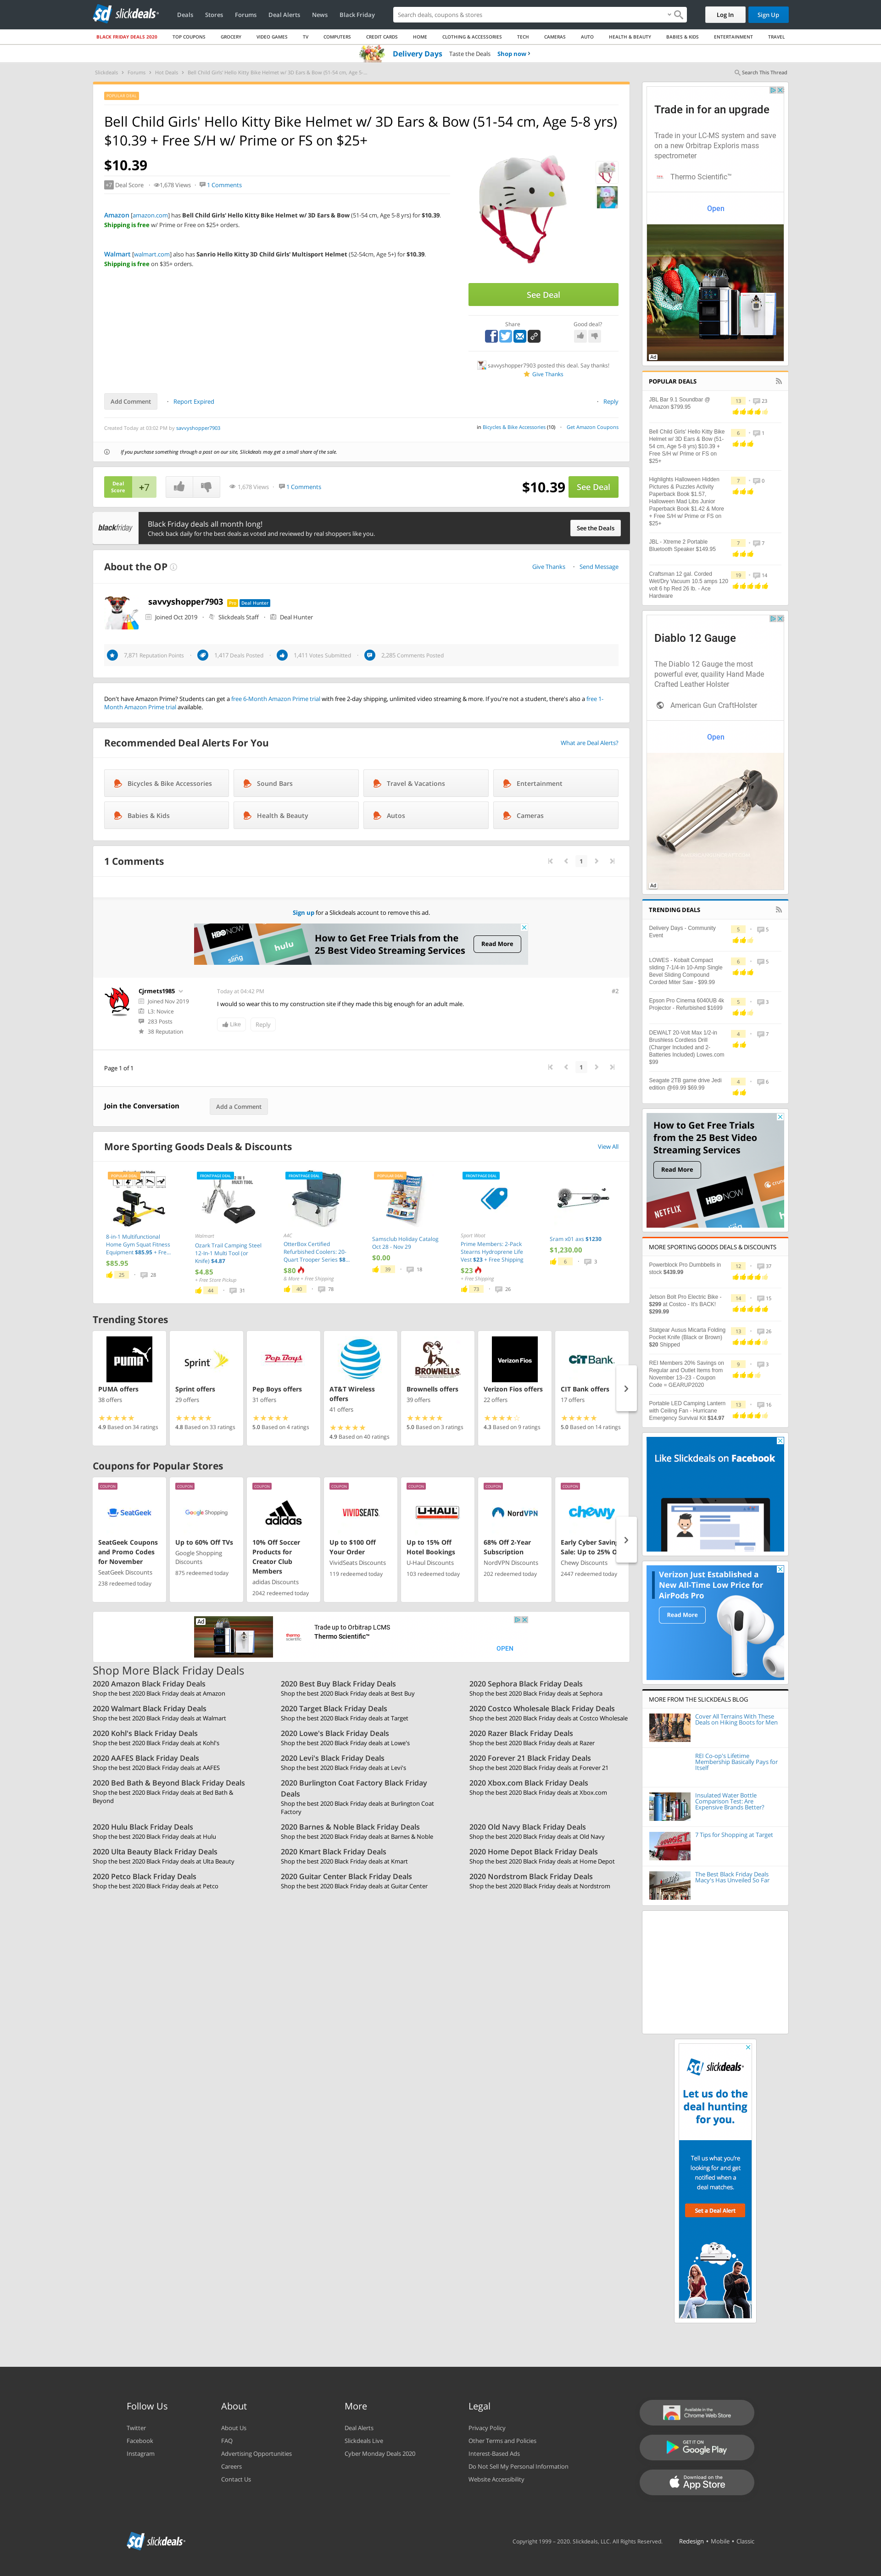 slickdeals
Deals Stores Forums Deal Alerts News Black Friday
Search deals, coupons & stores
Log In Sign Up
BLACK FRIDAY DEALS 2020 TOP COUPONS GROCERY VIDEO GAMES TV COMPUTERS CREDIT CARDS HOME CLOTHING & ACCESSORIES TECH CAMERAS AUTO HEALTH & BEAUTY BABIES & KIDS ENTERTAINMENT TRAVEL
Delivery Days Taste the Deals Shop now ›
Slickdeals › Forums › Hot Deals › Bell Child Girls' Hello Kitty Bike Helmet w/ 3D Ears & Bow (51-54 cm, Age 5-...
Search This Thread
POPULAR DEAL
Bell Child Girls' Hello Kitty Bike Helmet w/ 3D Ears & Bow (51-54 cm, Age 5-8 yrs)
$10.39 + Free S/H w/ Prime or FS on $25+
$10.39
+7 Deal Score 1,678 Views 1 Comments
Amazon [amazon.com] has Bell Child Girls' Hello Kitty Bike Helmet w/ 3D Ears & Bow (51-54 cm, Age 5-8 yrs) for $10.39.
Shipping is free w/ Prime or Free on $25+ orders.
Walmart [walmart.com] also has Sanrio Hello Kitty 3D Child Girls' Multisport Helmet (52-54cm, Age 5+) for $10.39.
Shipping is free on $35+ orders.
See Deal
Share Good deal?
savvyshopper7903 posted this deal. Say thanks!
Give Thanks
Add Comment Report Expired Reply
Created Today at 03:02 PM by savvyshopper7903
in Bicycles & Bike Accessories (10) Get Amazon Coupons
If you purchase something through a post on our site, Slickdeals may get a small share of the sale.
Deal
Score
+7
1,678 Views 1 Comments
$10.39 See Deal
blackfriday
Black Friday deals all month long!
Check back daily for the best deals as voted and reviewed by real shoppers like you.
See the Deals
About the OP
Give Thanks Send Message
savvyshopper7903 Pro Deal Hunter
Joined Oct 2019 Slickdeals Staff Deal Hunter
7,871 Reputation Points 1,417 Deals Posted 1,411 Votes Submitted 2,285 Comments Posted
Don't have Amazon Prime? Students can get a free 6-Month Amazon Prime trial with free 2-day shipping, unlimited video streaming & more. If you're not a student, there's also a free 1-
Month Amazon Prime trial available.
Recommended Deal Alerts For You
What are Deal Alerts?
Bicycles & Bike Accessories Sound Bars Travel & Vacations Entertainment
Babies & Kids Health & Beauty Autos Cameras
1 Comments
1
Sign up for a Slickdeals account to remove this ad.
HBO NOW
sling
hulu
How to Get Free Trials from the
25 Best Video Streaming Services
Read More
Cjrmets1985
Joined Nov 2019
L3: Novice
283 Posts
38 Reputation
Today at 04:42 PM
#2
I would so wear this to my construction site if they made this big enough for an adult male.
Like Reply
Page 1 of 1
1
Join the Conversation
Add a Comment
More Sporting Goods Deals & Discounts
View All
POPULAR DEAL
8-in-1 Multifunctional
Home Gym Squat Fitness
Equipment $85.95 + Fre...
$85.95
25 28
FRONTPAGE DEAL
Walmart
Ozark Trail Camping Steel
12-in-1 Multi Tool (or
Knife) $4.87
$4.85
+ Free Store Pickup
44 31
FRONTPAGE DEAL
A4C
OtterBox Certified
Refurbished Coolers: 20-
Quart Trooper Series $8...
$80
& More + Free Shipping
40 78
POPULAR DEAL
Samsclub Holiday Catalog
Oct 28 - Nov 29
$0.00
39 18
FRONTPAGE DEAL
Sport Woot
Prime Members: 2-Pack
Stearns Hydroprene Life
Vest $23 + Free Shipping
$23
+ Free Shipping
73 26
Sram x01 axs $1230
$1,230.00
6 3
Trending Stores
PUMA
PUMA offers
38 offers
4.9 Based on 34 ratings
Sprint
Sprint offers
29 offers
4.8 Based on 33 ratings
Pep Boys
Pep Boys offers
31 offers
5.0 Based on 4 ratings
AT&T Wireless
offers
41 offers
4.9 Based on 40 ratings
BROWNELLS
Brownells offers
39 offers
5.0 Based on 3 ratings
Verizon Fios
Verizon Fios offers
22 offers
4.3 Based on 9 ratings
CIT BANK
CIT Bank offers
17 offers
5.0 Based on 14 ratings
Coupons for Popular Stores
COUPON
SeatGeek
SeatGeek Coupons
and Promo Codes
for November
SeatGeek Discounts
238 redeemed today
COUPON
Google Shopping
Up to 60% Off TVs
Google Shopping
Discounts
875 redeemed today
COUPON
adidas
10% Off Soccer
Products for
Creator Club
Members
adidas Discounts
2042 redeemed today
COUPON
VIVIDSEATS.
Up to $100 Off
Your Order
VividSeats Discounts
119 redeemed today
COUPON
U-HAUL
Up to 15% Off
Hotel Bookings
U-Haul Discounts
103 redeemed today
COUPON
NordVPN
68% Off 2-Year
Subscription
NordVPN Discounts
202 redeemed today
COUPON
chewy
Early Cyber Saving
Sale: Up to 25% O
Chewy Discounts
2447 redeemed today
Ad
thermo scientific
Trade up to Orbitrap LCMS
Thermo Scientific™
OPEN
Shop More Black Friday Deals
2020 Amazon Black Friday Deals
Shop the best 2020 Black Friday deals at Amazon
2020 Best Buy Black Friday Deals
Shop the best 2020 Black Friday deals at Best Buy
2020 Sephora Black Friday Deals
Shop the best 2020 Black Friday deals at Sephora
2020 Walmart Black Friday Deals
Shop the best 2020 Black Friday deals at Walmart
2020 Target Black Friday Deals
Shop the best 2020 Black Friday deals at Target
2020 Costco Wholesale Black Friday Deals
Shop the best 2020 Black Friday deals at Costco Wholesale
2020 Kohl's Black Friday Deals
Shop the best 2020 Black Friday deals at Kohl's
2020 Lowe's Black Friday Deals
Shop the best 2020 Black Friday deals at Lowe's
2020 Razer Black Friday Deals
Shop the best 2020 Black Friday deals at Razer
2020 AAFES Black Friday Deals
Shop the best 2020 Black Friday deals at AAFES
2020 Levi's Black Friday Deals
Shop the best 2020 Black Friday deals at Levi's
2020 Forever 21 Black Friday Deals
Shop the best 2020 Black Friday deals at Forever 21
2020 Bed Bath & Beyond Black Friday Deals
Shop the best 2020 Black Friday deals at Bed Bath &
Beyond
2020 Burlington Coat Factory Black Friday
Deals
Shop the best 2020 Black Friday deals at Burlington Coat
Factory
2020 Xbox.com Black Friday Deals
Shop the best 2020 Black Friday deals at Xbox.com
2020 Hulu Black Friday Deals
Shop the best 2020 Black Friday deals at Hulu
2020 Barnes & Noble Black Friday Deals
Shop the best 2020 Black Friday deals at Barnes & Noble
2020 Old Navy Black Friday Deals
Shop the best 2020 Black Friday deals at Old Navy
2020 Ulta Beauty Black Friday Deals
Shop the best 2020 Black Friday deals at Ulta Beauty
2020 Kmart Black Friday Deals
Shop the best 2020 Black Friday deals at Kmart
2020 Home Depot Black Friday Deals
Shop the best 2020 Black Friday deals at Home Depot
2020 Petco Black Friday Deals
Shop the best 2020 Black Friday deals at Petco
2020 Guitar Center Black Friday Deals
Shop the best 2020 Black Friday deals at Guitar Center
2020 Nordstrom Black Friday Deals
Shop the best 2020 Black Friday deals at Nordstrom
Trade in for an upgrade
Trade in your LC-MS system and save
on a new Orbitrap Exploris mass
spectrometer
Thermo Scientific™
Open
Ad
POPULAR DEALS
JBL Bar 9.1 Soundbar @
Amazon $799.95
13 23
Bell Child Girls' Hello Kitty Bike
Helmet w/ 3D Ears & Bow (51-
54 cm, Age 5-8 yrs) $10.39 +
Free S/H w/ Prime or FS on
$25+
6 1
Highlights Halloween Hidden
Pictures & Puzzles Activity
Paperback Book $1.57,
Halloween Mad Libs Junior
Paperback Book $1.42 & More
+ Free S/H w/ Prime or FS on
$25+
7 0
JBL - Xtreme 2 Portable
Bluetooth Speaker $149.95
7 7
Craftsman 12 gal. Corded
Wet/Dry Vacuum 10.5 amps 120
volt 6 hp Red 26 lb. - Ace
Hardware
19 14
Diablo 12 Gauge
The Diablo 12 Gauge the most
powerful ever, quaility Hand Made
Crafted Leather Holster
American Gun CraftHolster
Open
Ad
TRENDING DEALS
Delivery Days - Community
Event
5 5
LOWES - Kobalt Compact
sliding 7-1/4-in 10-Amp Single
Bevel Sliding Compound
Corded Miter Saw - $99.99
6 5
Epson Pro Cinema 6040UB 4k
Projector - Refurbished $1699
5 3
DEWALT 20-Volt Max 1/2-in
Brushless Cordless Drill
(Charger Included and 2-
Batteries Included) Lowes.com
$99
4 7
Seagate 2TB game drive Jedi
edition @69.99 $69.99
4 6
How to Get Free Trials
from the 25 Best Video
Streaming Services
Read More
NETFLIX
HBO NOW
MORE SPORTING GOODS DEALS & DISCOUNTS
Powerblock Pro Dumbbells in
stock $439.99
12 37
Jetson Bolt Pro Electric Bike -
$299 at Costco - It's BACK!
$299.99
14 15
Statgear Ausus Micarta Folding
Pocket Knife (Black or Brown)
$20 Shipped
13 26
REI Members 20% Savings on
Regular and Outlet Items from
November 13–23 - Coupon
Code = GEARUP2020
9 3
Portable LED Camping Lantern
with Ceiling Fan - Hurricane
Emergency Survival Kit $14.97
13 16
Like Slickdeals on Facebook
Verizon Just Established a
New All-Time Low Price for
AirPods Pro
Read More
MORE FROM THE SLICKDEALS BLOG
Cover All Terrains With These
Deals on Hiking Boots for Men
REI Co-op's Lifetime
Membership Basically Pays for
Itself
Insulated Water Bottle
Comparison Test: Are
Expensive Brands Better?
7 Tips for Shopping at Target
The Best Black Friday Deals
Macy's Has Unveiled So Far
slickdeals
Let us do the
deal hunting
for you.
Tell us what you're
looking for and get
notified when a
deal matches.
Set a Deal Alert
Follow Us
Twitter
Facebook
Instagram
About
About Us
FAQ
Advertising Opportunities
Careers
Contact Us
More
Deal Alerts
Slickdeals Live
Cyber Monday Deals 2020
Legal
Privacy Policy
Other Terms and Policies
Interest-Based Ads
Do Not Sell My Personal Information
Website Accessibility
Available in the
Chrome Web Store
GET IT ON
Google Play
Download on the
App Store
slickdeals
Copyright 1999 – 2020. Slickdeals, LLC. All Rights Reserved. Redesign • Mobile • Classic